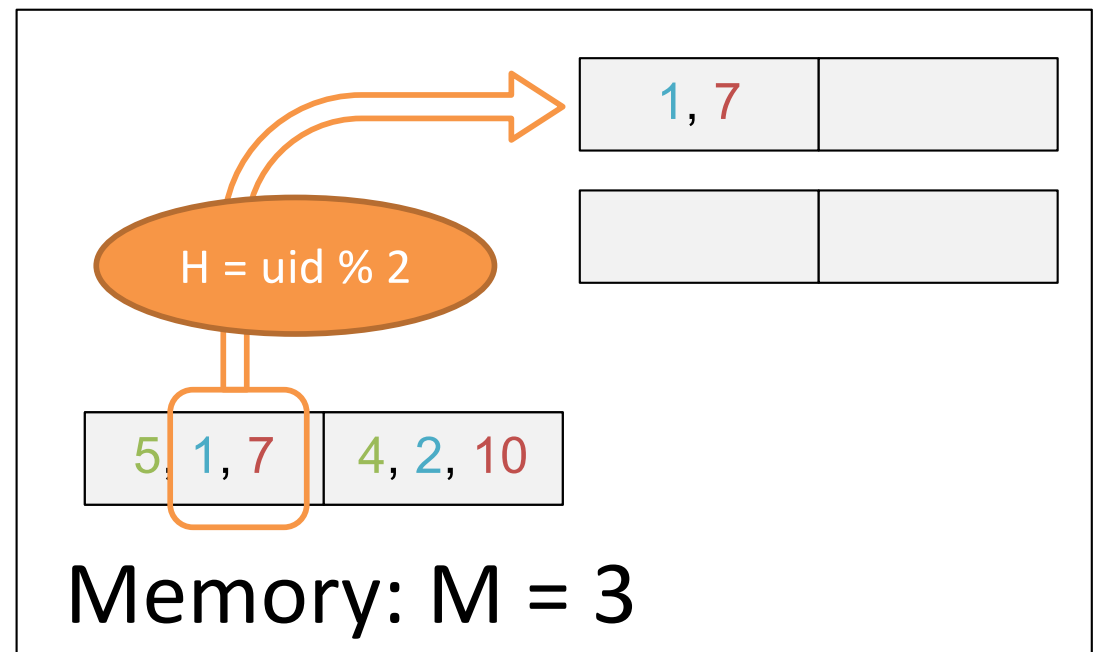 1, 7
H = uid % 2
5, 1, 7
4, 2, 10
Memory: M = 3